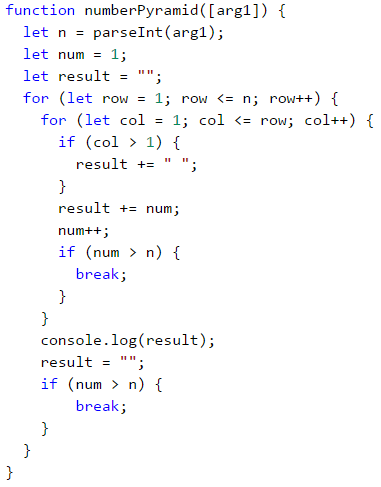 function numberPyramid([arg1]) {
  let n = parseInt(arg1);
  let num = 1;
  let result = "";
  for (let row = 1; row <= n; row++) {
    for (let col = 1; col <= row; col++) {
      if (col > 1) {
        result += " ";
      }
      result += num;
      num++;
      if (num > n) {
        break;
      }
    }
    console.log(result);
    result = "";
    if (num > n) {
        break;
    }
  }
}